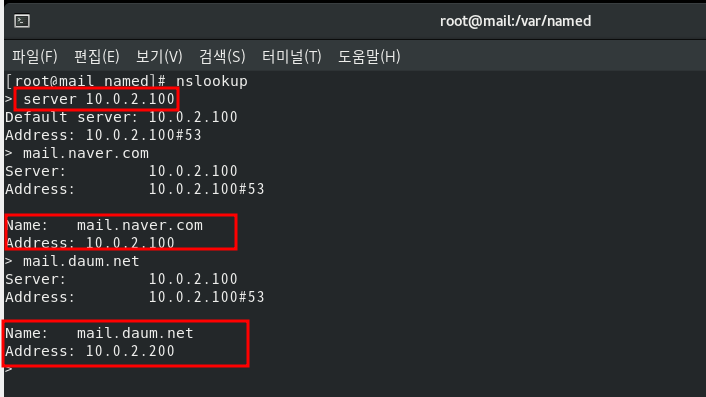 root@mail:/var/named
파일(F) 편집(E) 보기(V) 검색(S) 터미널(T) 도움말(H)
[root@mail named]# nslookup
> server 10.0.2.100
Default server: 10.0.2.100
Address: 10.0.2.100#53
> mail.naver.com
Server: 10.0.2.100
Address: 10.0.2.100#53
Name: mail.naver.com
Address: 10.0.2.100
> mail.daum.net
Server: 10.0.2.100
Address: 10.0.2.100#53
Name: mail.daum.net
Address: 10.0.2.200
>